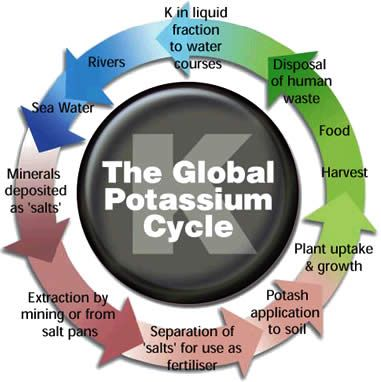 K in liquid
fraction
to water
courses
Disposal
of human
waste
Food
Harvest
Plant uptake
& growth
Potash
application
to soil
Separation of
'salts' for use as
fertiliser
Extraction by
mining or from
salt pans
Minerals
deposited
as 'salts'
Sea Water
Rivers
K
The Global
Potassium
Cycle